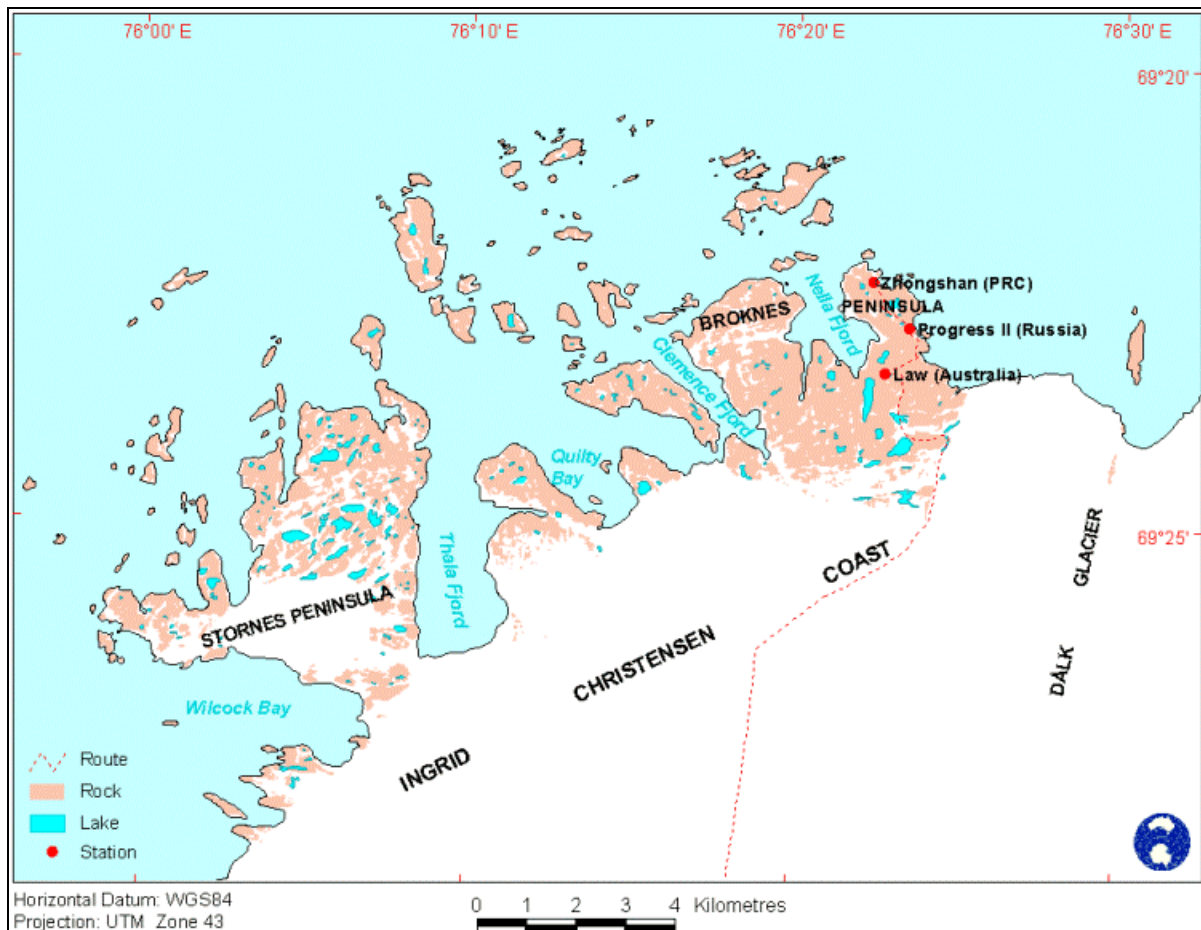 76°00' E
76°10' E
76°20' E
76°30' E
69°20'
Zhongshan (PRC)
Nella Fjord
PENINSULA
BROKNES
Progress II (Russia)
Clemence Fjord
Law (Australia)
Quilty
Bay
69°25'
Thala Fjord
COAST
GLACIER
STORNES PENINSULA
CHRISTENSEN
DALK
Wilcock Bay
INGRID
Route
Rock
Lake
Station
Horizontal Datum: WGS84
Projection: UTM Zone 43
0 1 2 3 4 Kilometres